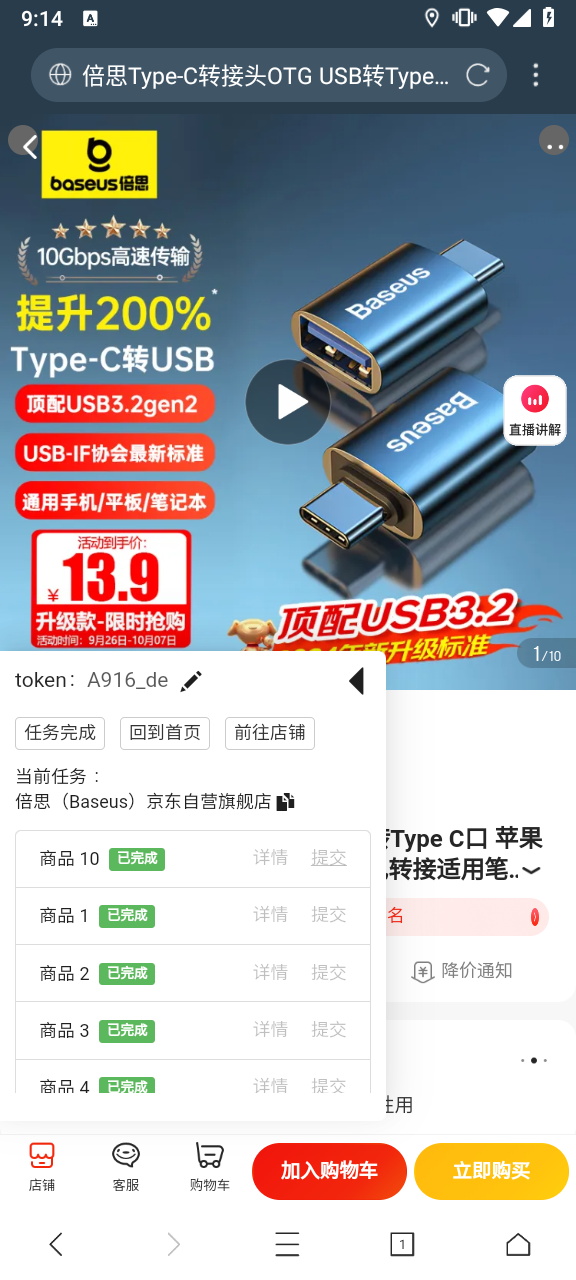 9:14
A
倍思Type-C转接头OTG USB转Type...
baseus倍思
10Gbps高速传输
提升200%*
Type-C转USB
顶配USB3.2gen2
USB-IF协会最新标准
通用手机/平板/笔记本
活动到手价:
￥13.9
升级款-限时抢购
活动时间: 9月26日-10月07日
Baseus
Baseus
直播讲解
顶配USB3.2
年新升级标准
1/10
token: A916_de
任务完成
回到首页
前往店铺
当前任务：
倍思（Baseus）京东自营旗舰店
商品 10 已完成 详情 提交
商品 1 已完成 详情 提交
商品 2 已完成 详情 提交
商品 3 已完成 详情 提交
商品 4 已完成 详情 提交
Type C口 苹果
转接适用笔..
名
降价通知
性用
店铺
客服
购物车
加入购物车
立即购买
1